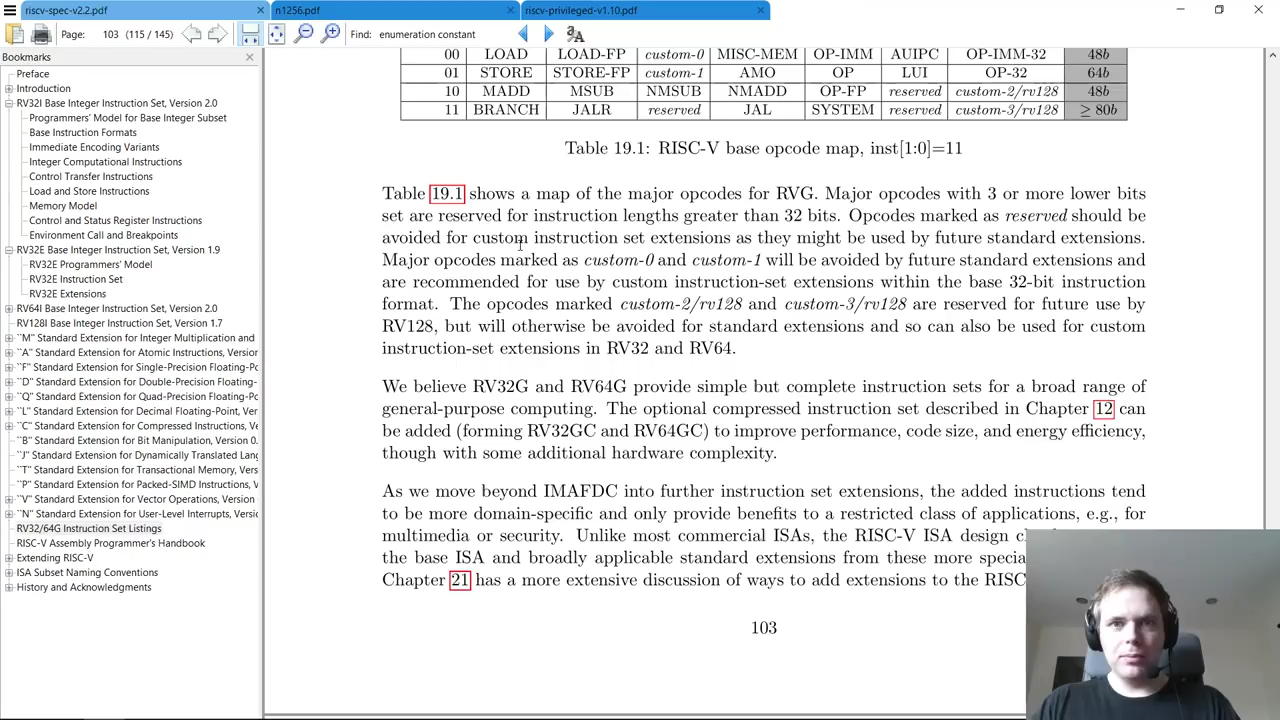 riscv-spec-v2.2.pdf
n1256.pdf
riscv-privileged-v1.10.pdf
Page: 103 (115 / 145)
Find: enumeration constant
Bookmarks
Preface
Introduction
RV32I Base Integer Instruction Set, Version 2.0
Programmers' Model for Base Integer Subset
Base Instruction Formats
Immediate Encoding Variants
Integer Computational Instructions
Control Transfer Instructions
Load and Store Instructions
Memory Model
Control and Status Register Instructions
Environment Call and Breakpoints
RV32E Base Integer Instruction Set, Version 1.9
RV32E Programmers' Model
RV32E Instruction Set
RV32E Extensions
RV64I Base Integer Instruction Set, Version 2.0
RV128I Base Integer Instruction Set, Version 1.7
``M'' Standard Extension for Integer Multiplication and
``A'' Standard Extension for Atomic Instructions, Version
``F'' Standard Extension for Single-Precision Floating-Po
``D'' Standard Extension for Double-Precision Floating-
``Q'' Standard Extension for Quad-Precision Floating-Po
``L'' Standard Extension for Decimal Floating-Point, Ver
``C'' Standard Extension for Compressed Instructions, Ve
``B'' Standard Extension for Bit Manipulation, Version 0.
``J'' Standard Extension for Dynamically Translated Lang
``T'' Standard Extension for Transactional Memory, Vers
``P'' Standard Extension for Packed-SIMD Instructions, V
``V'' Standard Extension for Vector Operations, Version
``N'' Standard Extension for User-Level Interrupts, Versio
RV32/64G Instruction Set Listings
RISC-V Assembly Programmer's Handbook
Extending RISC-V
ISA Subset Naming Conventions
History and Acknowledgments
00 LOAD LOAD-FP custom-0 MISC-MEM OP-IMM AUIPC OP-IMM-32 48b
01 STORE STORE-FP custom-1 AMO OP LUI OP-32 64b
10 MADD MSUB NMSUB NMADD OP-FP reserved custom-2/rv128 48b
11 BRANCH JALR reserved JAL SYSTEM reserved custom-3/rv128 ≥ 80b
Table 19.1: RISC-V base opcode map, inst[1:0]=11
Table 19.1 shows a map of the major opcodes for RVG. Major opcodes with 3 or more lower bits
set are reserved for instruction lengths greater than 32 bits. Opcodes marked as reserved should be
avoided for custom instruction set extensions as they might be used by future standard extensions.
Major opcodes marked as custom-0 and custom-1 will be avoided by future standard extensions and
are recommended for use by custom instruction-set extensions within the base 32-bit instruction
format. The opcodes marked custom-2/rv128 and custom-3/rv128 are reserved for future use by
RV128, but will otherwise be avoided for standard extensions and so can also be used for custom
instruction-set extensions in RV32 and RV64.
We believe RV32G and RV64G provide simple but complete instruction sets for a broad range of
general-purpose computing. The optional compressed instruction set described in Chapter 12 can
be added (forming RV32GC and RV64GC) to improve performance, code size, and energy efficiency,
though with some additional hardware complexity.
As we move beyond IMAFDC into further instruction set extensions, the added instructions tend
to be more domain-specific and only provide benefits to a restricted class of applications, e.g., for
multimedia or security. Unlike most commercial ISAs, the RISC-V ISA design
the base ISA and broadly applicable standard extensions from these more
Chapter 21 has a more extensive discussion of ways to add extensions to the RISC
103